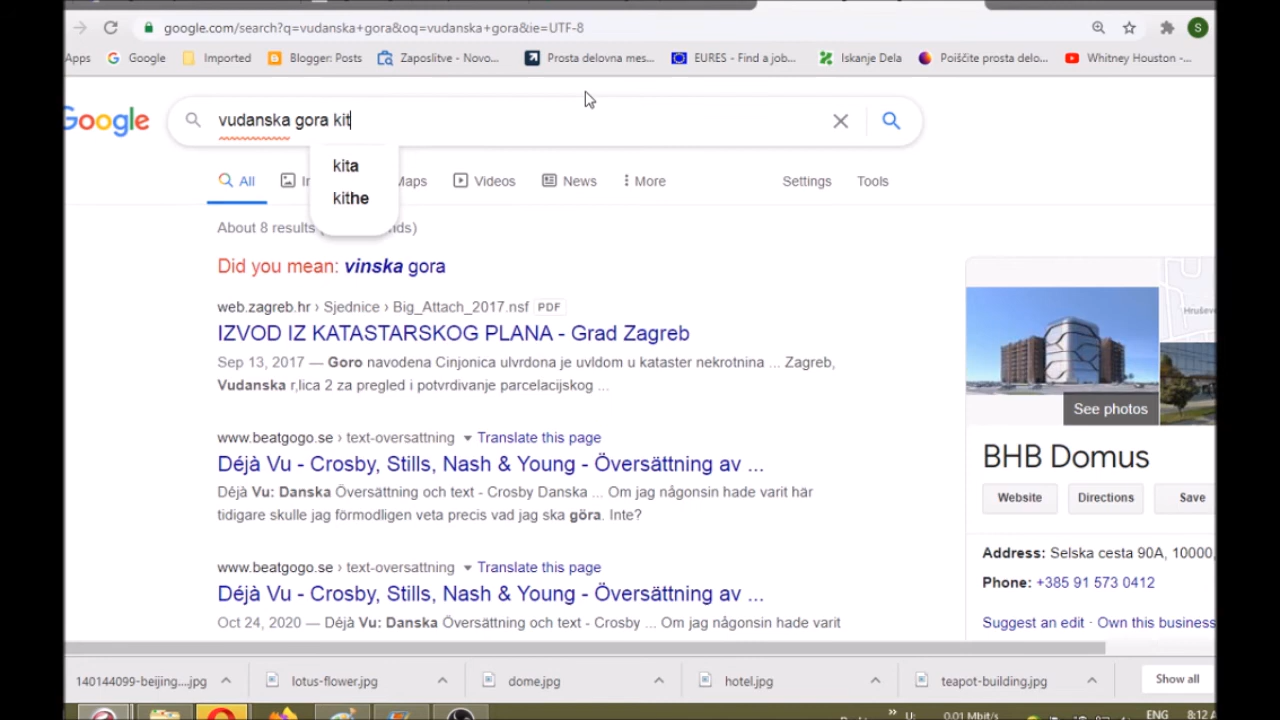 google.com/search?q=vudanska+gora&oq=vudanska+gora&ie=UTF-8
S
Apps Google Imported Blogger: Posts Zaposlitve - Novo... Prosta delovna mes... EURES - Find a job... Iskanje Dela Poiščite prosta delo... Whitney Houston -...
Google
vudanska gora kit
kita
kithe
All Maps Videos News More Settings Tools
About 8 results
Did you mean: vinska gora
web.zagreb.hr › Sjednice › Big_Attach_2017.nsf PDF
IZVOD IZ KATASTARSKOG PLANA - Grad Zagreb
Sep 13, 2017 — Goro navodena Cinjonica ulvrdona je uvldom u kataster nekrotnina ... Zagreb,
Vudanska r,lica 2 za pregled i potvrdivanje parcelacijskog ...
www.beatgogo.se › text-oversattning Translate this page
Déjà Vu - Crosby, Stills, Nash & Young - Översättning av ...
Déjà Vu: Danska Översättning och text - Crosby Danska ... Om jag någonsin hade varit här
tidigare skulle jag förmodligen veta precis vad jag ska göra. Inte?
www.beatgogo.se › text-oversattning Translate this page
Déjà Vu - Crosby, Stills, Nash & Young - Översättning av ...
Oct 24, 2020 — Déjà Vu: Danska Översättning och text - Crosby ... Om jag någonsin hade varit
See photos
BHB Domus
Website Directions Save
Address: Selska cesta 90A, 10000,
Phone: +385 91 573 0412
Suggest an edit · Own this business
140144099-beijing....jpg lotus-flower.jpg dome.jpg hotel.jpg teapot-building.jpg Show all
U: 0.01 Mbit/s ENG 8:12